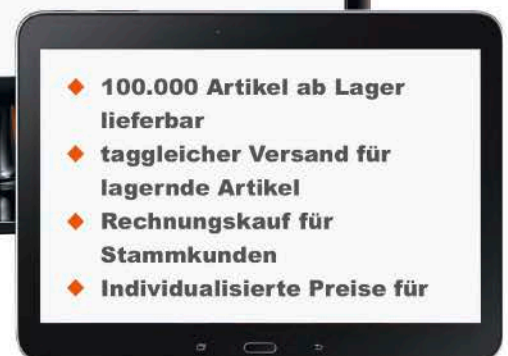 ◆ 100.000 Artikel ab Lager
lieferbar
◆ taggleicher Versand für
lagernde Artikel
◆ Rechnungskauf für
Stammkunden
◆ Individualisierte Preise für